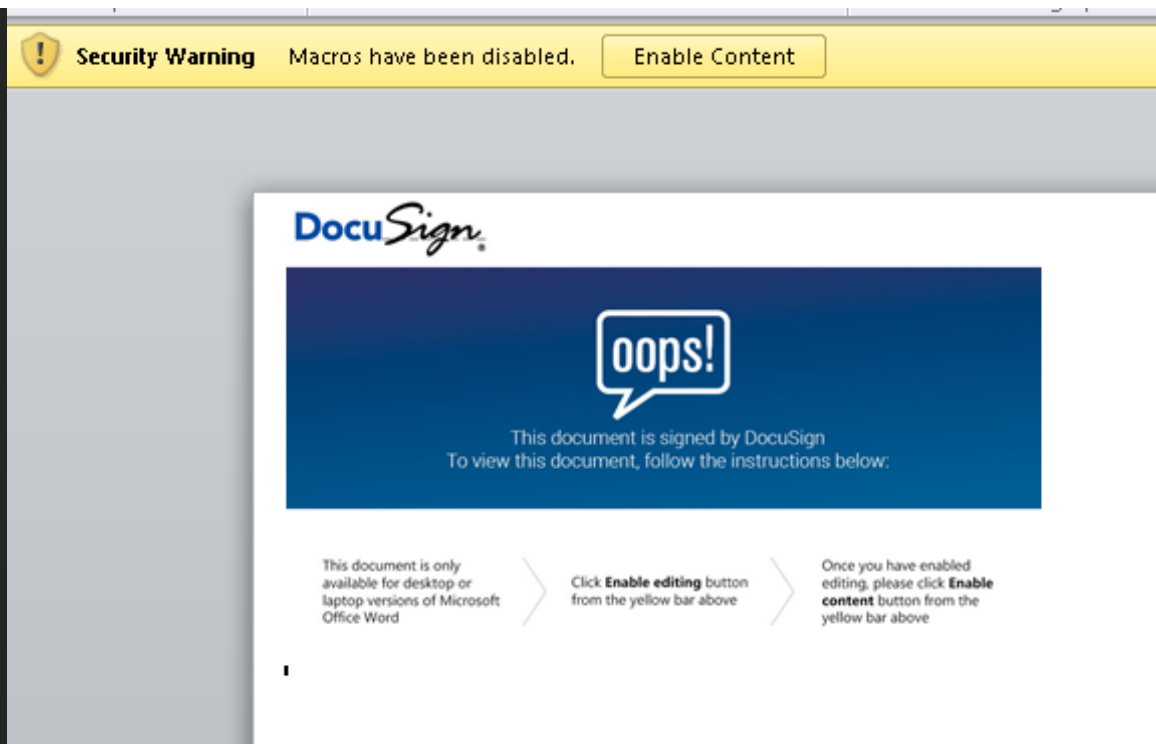 Security Warning Macros have been disabled. Enable Content
DocuSign®
oops!
This document is signed by DocuSign
To view this document, follow the instructions below:
This document is only
available for desktop or
laptop versions of Microsoft
Office Word
Click Enable editing button
from the yellow bar above
Once you have enabled
editing, please click Enable
content button from the
yellow bar above